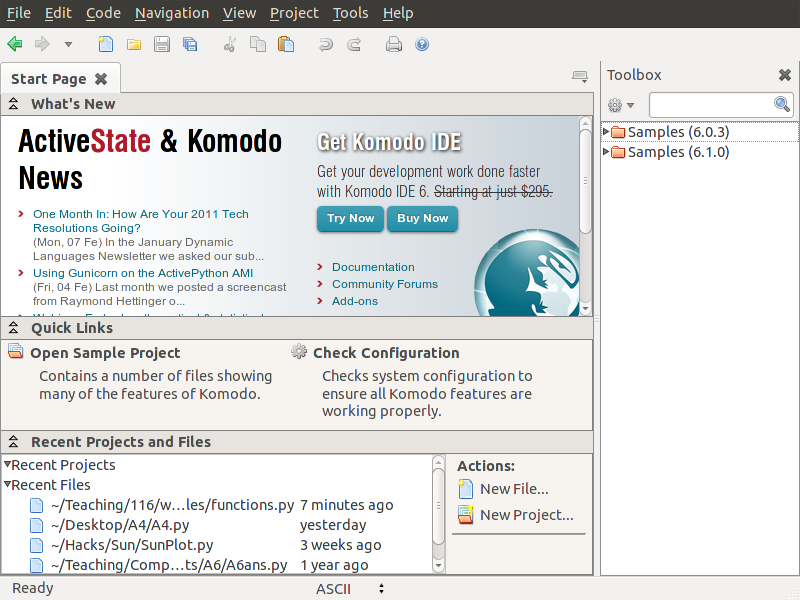 File Edit Code Navigation View Project Tools Help
Start Page
Toolbox
What's New
ActiveState & Komodo
News
One Month In: How Are Your 2011 Tech
Resolutions Going?
(Mon, 07 Fe) In the January Dynamic
Languages Newsletter we asked our sub...
Using Gunicorn on the ActivePython AMI
(Fri, 04 Fe) Last month we posted a screencast
from Raymond Hettinger o...
Get Komodo IDE
Get your development work done faster
with Komodo IDE 6. Starting at just $295.
Try Now Buy Now
Documentation
Community Forums
Add-ons
Samples (6.0.3)
Samples (6.1.0)
Quick Links
Open Sample Project
Contains a number of files showing
many of the features of Komodo.
Check Configuration
Checks system configuration to
ensure all Komodo features are
working properly.
Recent Projects and Files
Recent Projects
Recent Files
~/Teaching/116/w...les/functions.py 7 minutes ago
~/Desktop/A4/A4.py yesterday
~/Hacks/Sun/SunPlot.py 3 weeks ago
~/Teaching/Comp...ts/A6/A6ans.py 1 year ago
Actions:
New File...
New Project...
Ready ASCII